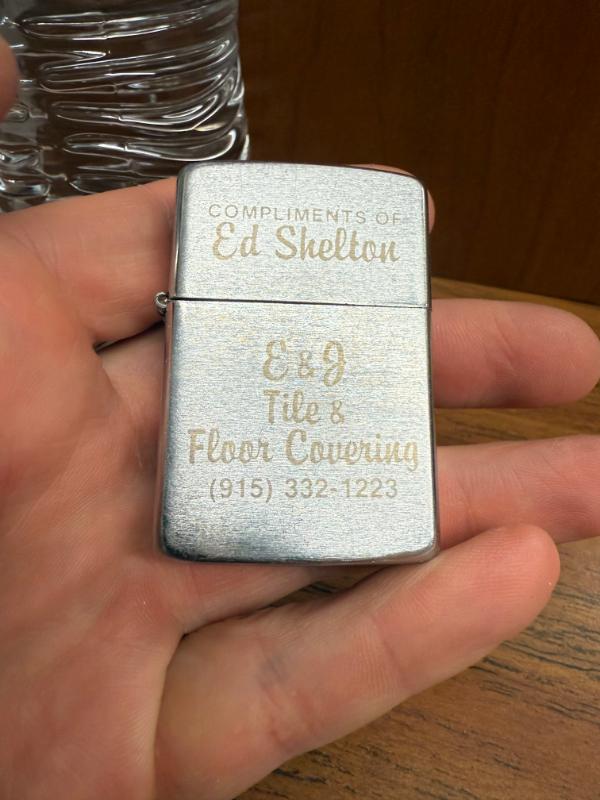 COMPLIMENTS OF
Ed Shelton
E & J
Tile &
Floor Covering
(915) 332-1223